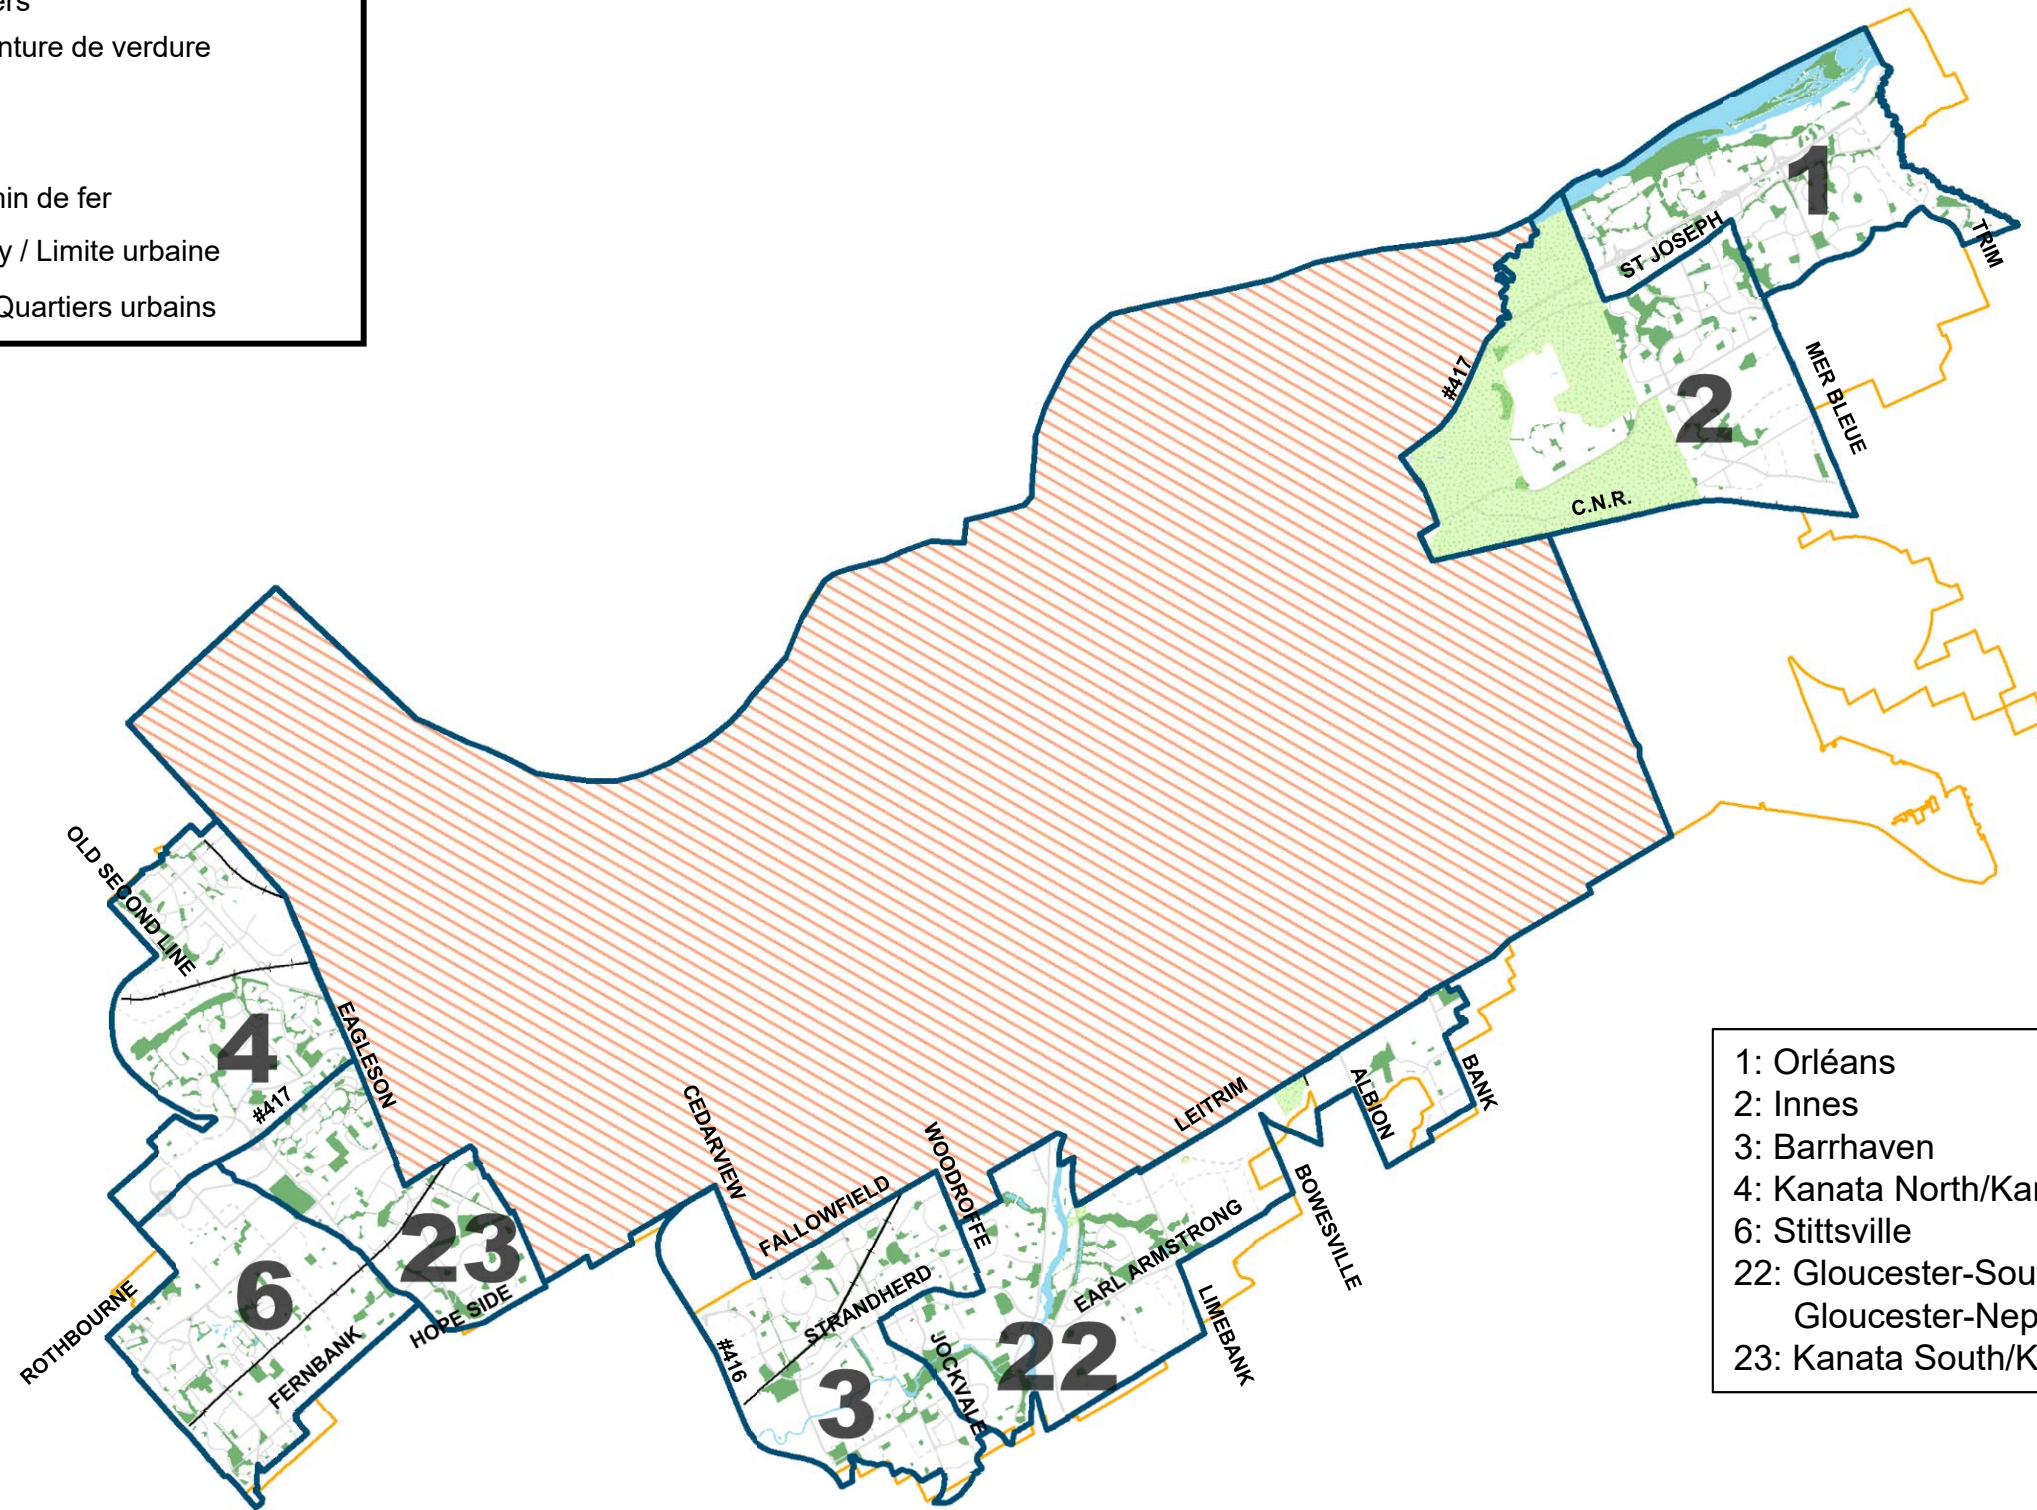 nture de verdure
in de fer
y / Limite urbaine
Quartiers urbains
1
ST JOSEPH
TRIM
#417
2
MER BLEUE
C.N.R.
OLD SECOND LINE
4
EAGLESON
#417
CEDARVIEW
WOODROFFE
LEITRIM
ALBION
BANK
FALLOWFIELD
BOWESVILLE
23
EARL ARMSTRONG
6
STRANDHERD
HOPE SIDE
ROTHBOURNE
FERNBANK
#416
JOCKVALE
22
LIMEBANK
3
1: Orléans
2: Innes
3: Barrhaven
4: Kanata North/Ka
6: Stittsville
22: Gloucester-Sou
Gloucester-Nep
23: Kanata South/K